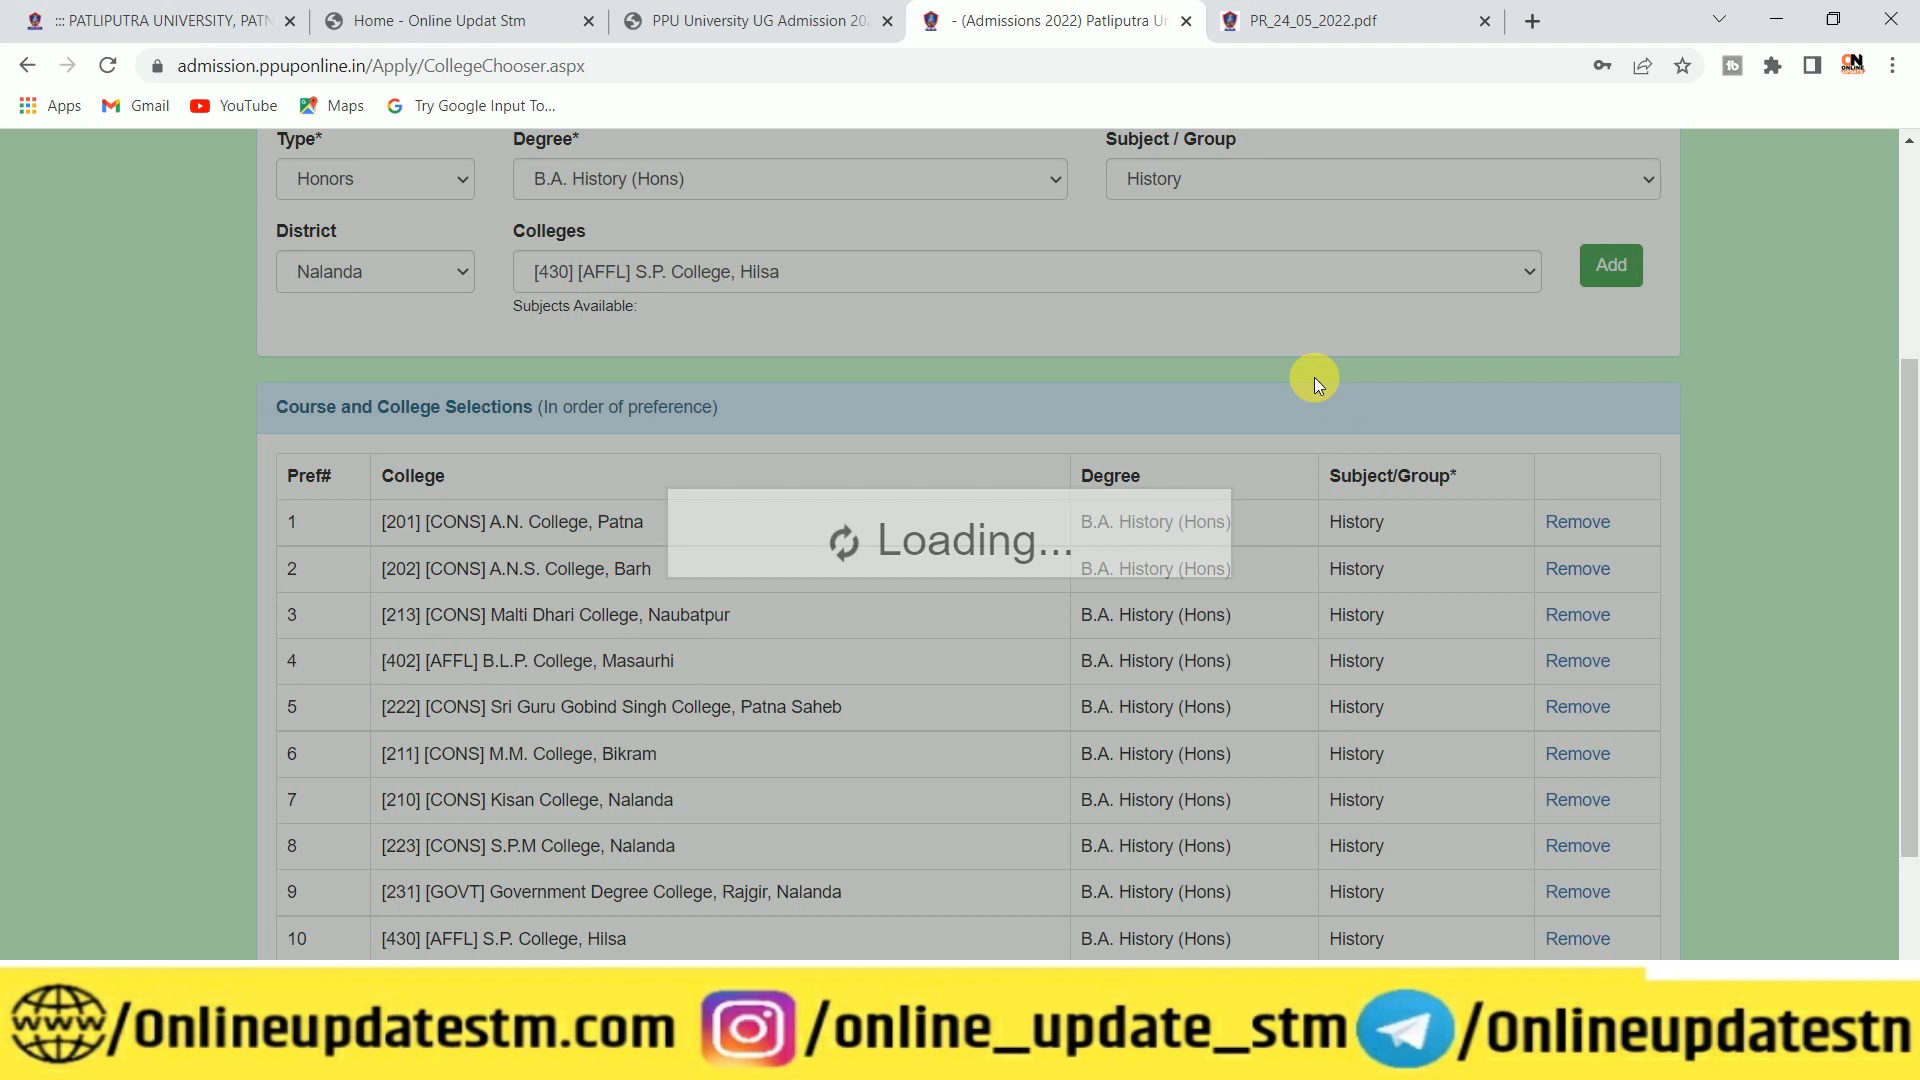 ::: PATLIPUTRA UNIVERSITY, PATN
Home - Online Updat Stm
PPU University UG Admission 202
- (Admissions 2022) Patliputra Un
PR_24_05_2022.pdf
admission.ppuponline.in/Apply/CollegeChooser.aspx
Apps
Gmail
YouTube
Maps
Try Google Input To...
Type*
Degree*
Subject / Group
Honors
B.A. History (Hons)
History
District
Colleges
Nalanda
[430] [AFFL] S.P. College, Hilsa
Add
Subjects Available:
Course and College Selections (In order of preference)
Pref# College Degree Subject/Group*
1 [201] [CONS] A.N. College, Patna B.A. History (Hons) History Remove
Loading...
2 [202] [CONS] A.N.S. College, Barh B.A. History (Hons) History Remove
3 [213] [CONS] Malti Dhari College, Naubatpur B.A. History (Hons) History Remove
4 [402] [AFFL] B.L.P. College, Masaurhi B.A. History (Hons) History Remove
5 [222] [CONS] Sri Guru Gobind Singh College, Patna Saheb B.A. History (Hons) History Remove
6 [211] [CONS] M.M. College, Bikram B.A. History (Hons) History Remove
7 [210] [CONS] Kisan College, Nalanda B.A. History (Hons) History Remove
8 [223] [CONS] S.P.M College, Nalanda B.A. History (Hons) History Remove
9 [231] [GOVT] Government Degree College, Rajgir, Nalanda B.A. History (Hons) History Remove
10 [430] [AFFL] S.P. College, Hilsa B.A. History (Hons) History Remove
www /Onlineupdatestm.com /online_update_stm /Onlineupdatestn